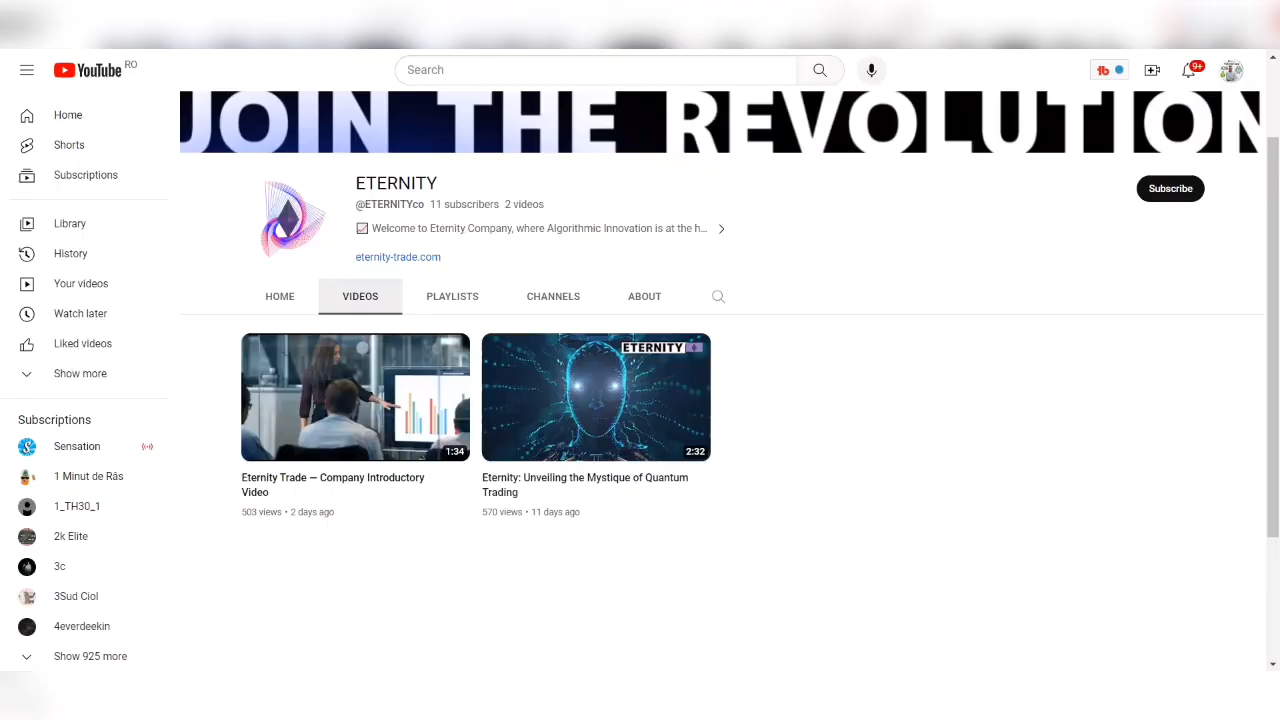 YouTube RO
Search
9+
Home
Shorts
Subscriptions
Library
History
Your videos
Watch later
Liked videos
Show more
Subscriptions
Sensation
1 Minut de Râs
1_TH30_1
2k Elite
3c
3Sud Ciol
4everdeekin
Show 925 more
JOIN THE REVOLUTION
ETERNITY
@ETERNITYco 11 subscribers 2 videos
Welcome to Eternity Company, where Algorithmic Innovation is at the h...
eternity-trade.com
Subscribe
HOME VIDEOS PLAYLISTS CHANNELS ABOUT
1:34
Eternity Trade — Company Introductory
Video
503 views • 2 days ago
ETERNITY
2:32
Eternity: Unveiling the Mystique of Quantum
Trading
570 views • 11 days ago